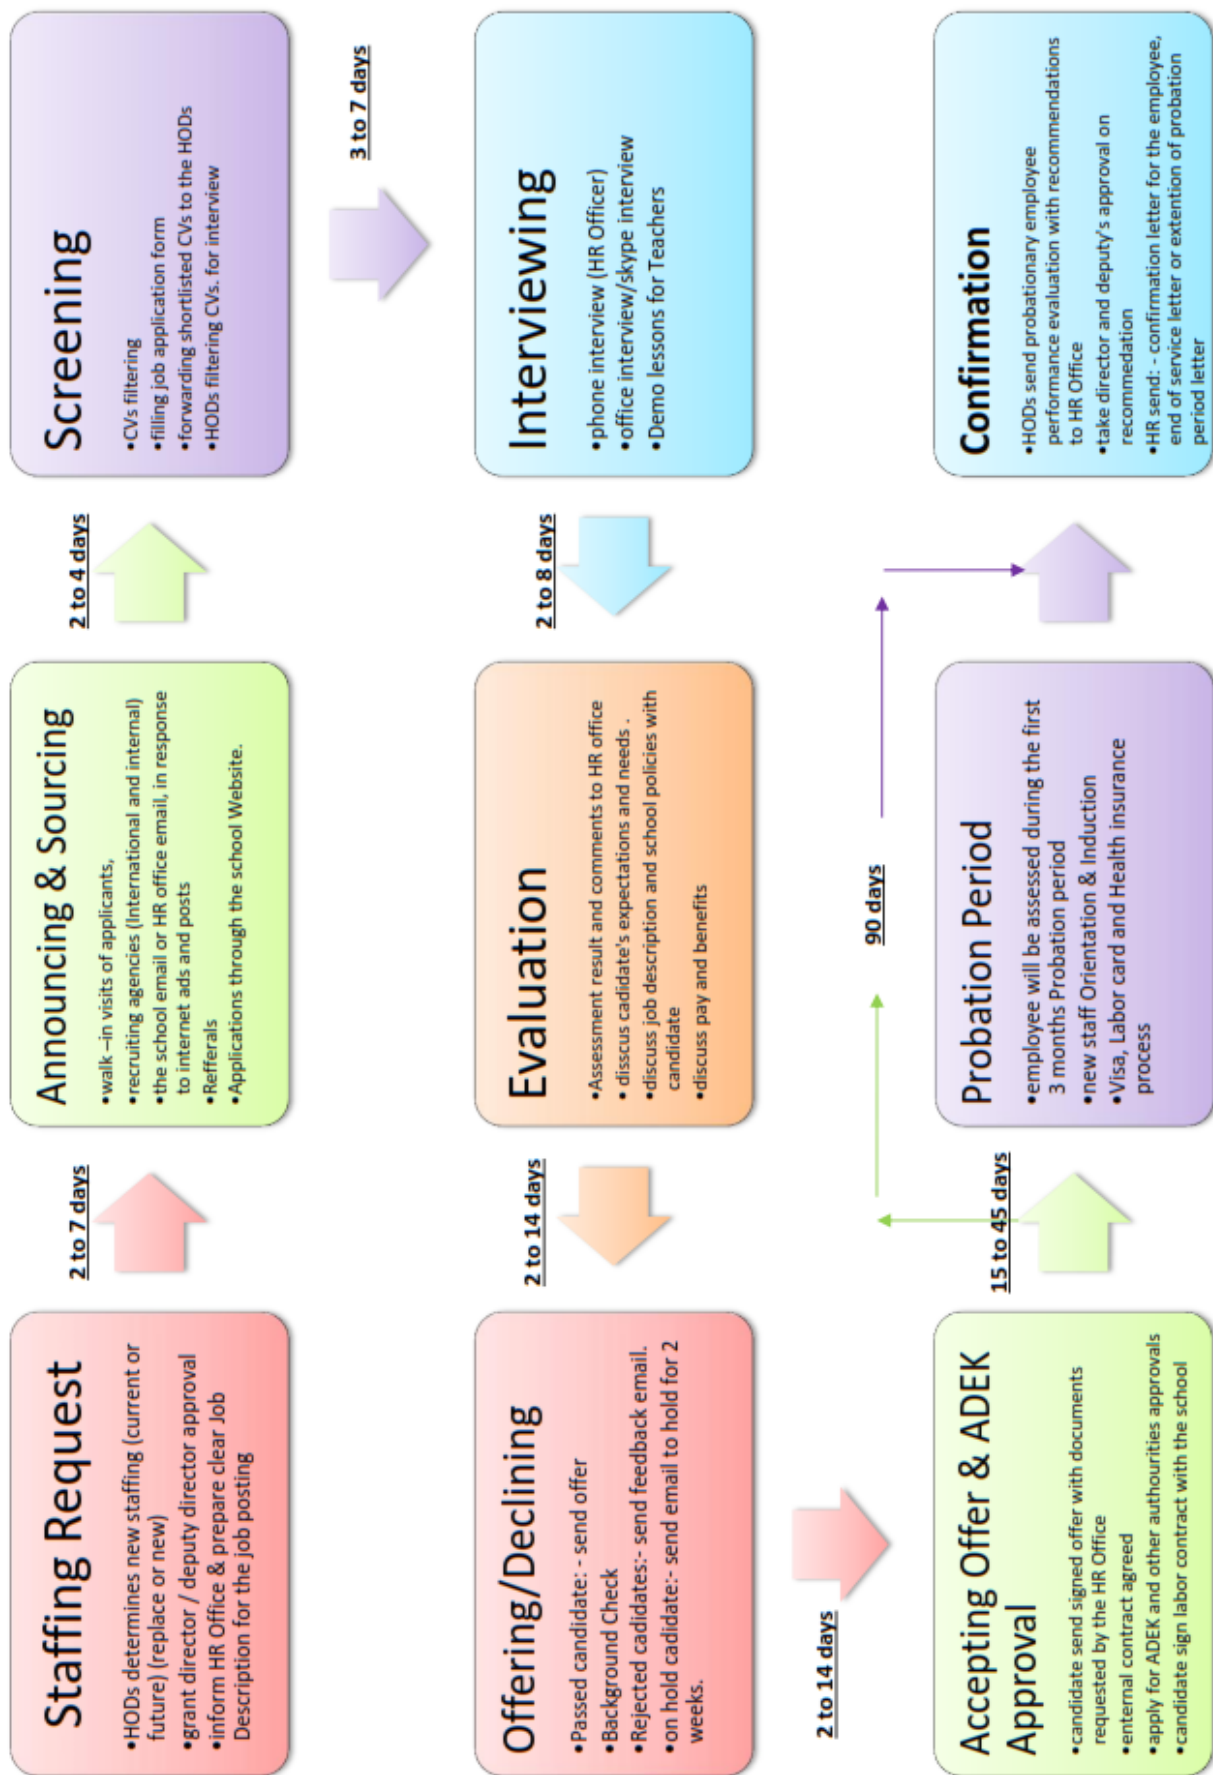 Staffing Request
•HODs determines new staffing (current or
future) (replace or new)
•grant director / deputy director approval
•inform HR Office & prepare clear Job
Description for the job posting
2 to 7 days
Announcing & Sourcing
•walk –in visits of applicants,
•recruiting agencies (International and internal)
•the school email or HR office email, in response
to internet ads and posts
•Refferals
•Applications through the school Website.
2 to 4 days
Screening
•CVs filtering
•filling job application form
•forwarding shortlisted CVs to the HODs
•HODs filtering CVs. for interview
3 to 7 days
Interviewing
•phone interview (HR Officer)
•office interview/skype interview
•Demo lessons for Teachers
2 to 8 days
Evaluation
•Assessment result and comments to HR office
• disscus cadidate's expectations and needs .
•discuss job description and school policies with
candidate
•discuss pay and benefits
2 to 14 days
Offering/Declining
•Passed candidate: - send offer
•Background Check
•Rejected cadidates:- send feedback email.
•on hold cadidate:- send email to hold for 2
weeks.
2 to 14 days
Accepting Offer & ADEK
Approval
•candidate send signed offer with documents
requested by the HR Office
•enternal contract agreed
•apply for ADEK and other authourities approvals
•candidate sign labor contract with the school
15 to 45 days
90 days
Probation Period
•employee will be assessed during the first
3 months Probation period
•new staff Orientation & Induction
•Visa, Labor card and Health insurance
process
Confirmation
•HODs send probationary employee
performance evaluation with recommendations
to HR Office
•take director and deputy's approval on
recommedation
•HR send: - confirmation letter for the employee,
end of service letter or extention of probation
period letter